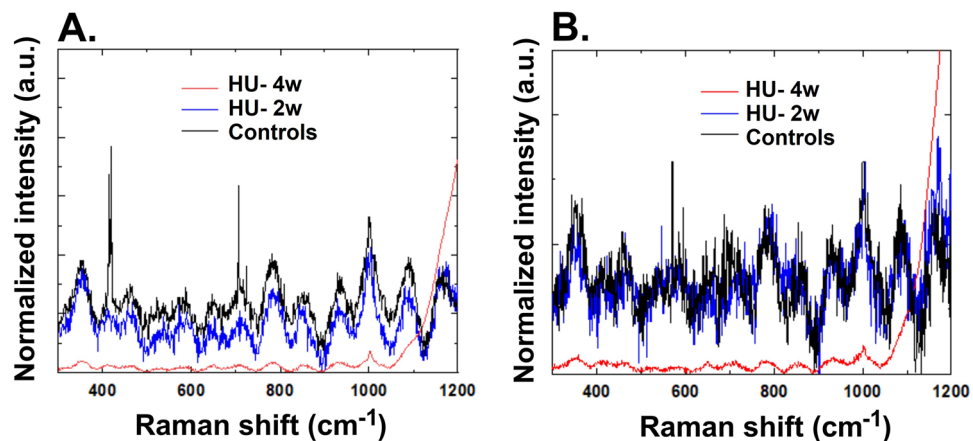 A.
Normalized intensity (a.u.)
HU- 4w
HU- 2w
Controls
400 600 800 1000 1200
Raman shift (cm⁻¹)
B.
Normalized intensity (a.u.)
HU- 4w
HU- 2w
Controls
400 600 800 1000 1200
Raman shift (cm⁻¹)